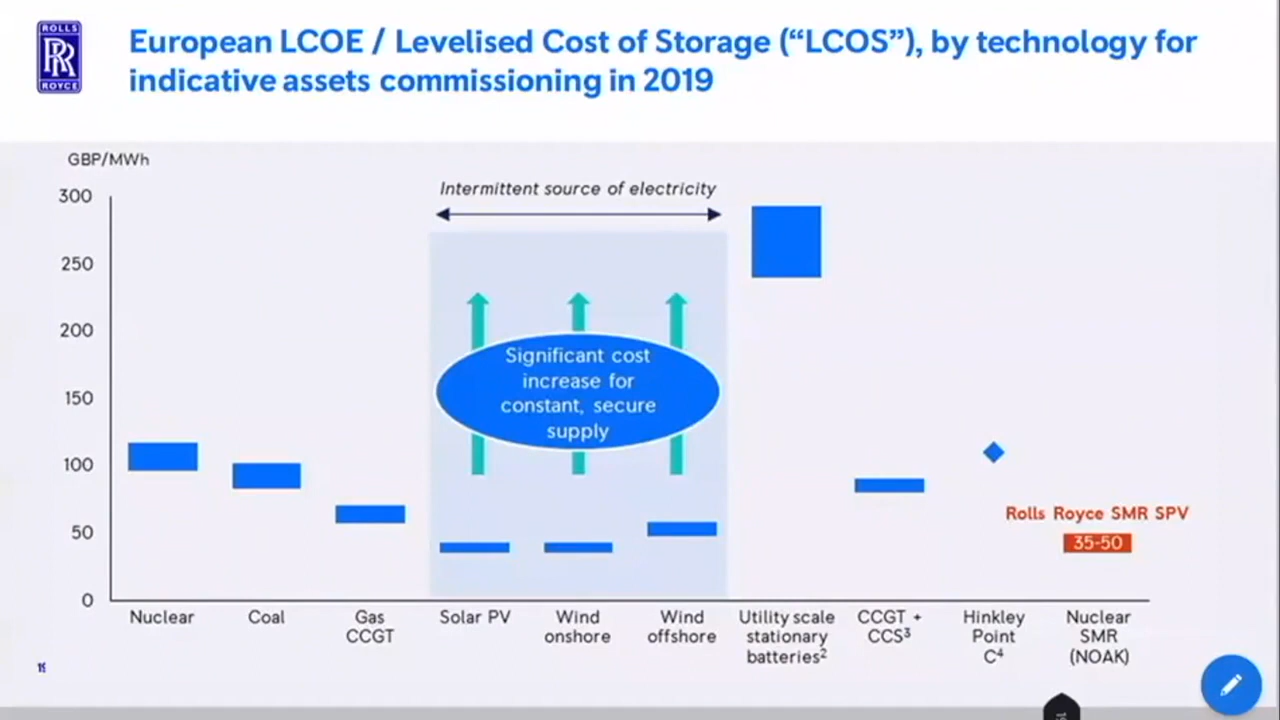 ROLLS
RR
ROYCE
European LCOE / Levelised Cost of Storage (“LCOS”), by technology for
indicative assets commissioning in 2019
GBP/MWh
Intermittent source of electricity
300
250
200
150
100
50
0
Significant cost
increase for
constant, secure
supply
Rolls Royce SMR SPV
35-50
Nuclear
Coal
Gas
CCGT
Solar PV
Wind
onshore
Wind
offshore
Utility scale
stationary
batteries²
CCGT +
CCS³
Hinkley
Point
C⁴
Nuclear
SMR
(NOAK)